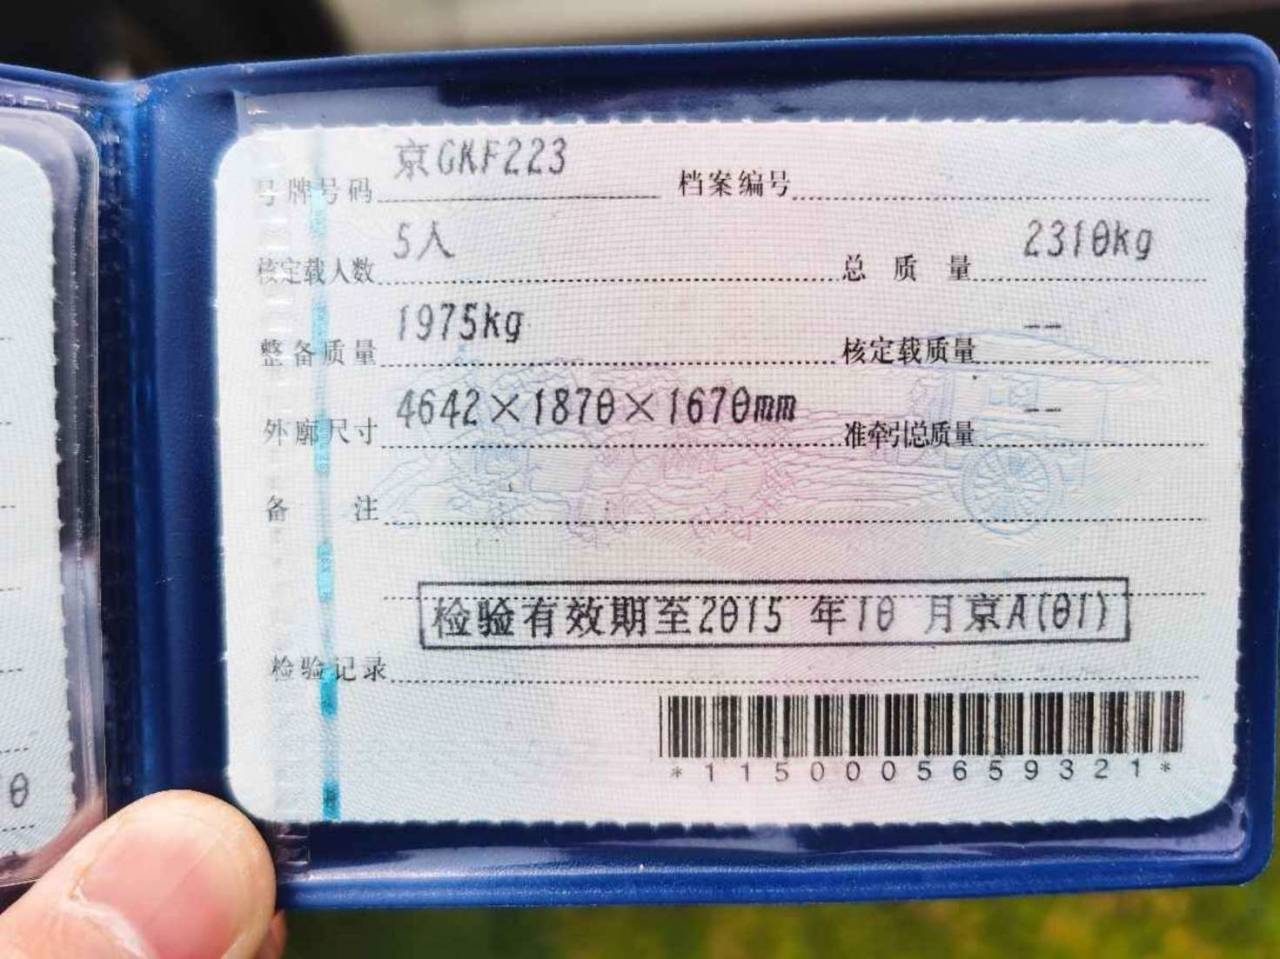 号牌号码 京GKF223 档案编号
核定载人数 5人 总质量 2310kg
整备质量 1975kg 核定载质量 --
外廓尺寸 4642×1870×1670mm 准牵引总质量 --
备注
检验有效期至2015 年10 月京A(01)
检验记录
*1150005659321*
0